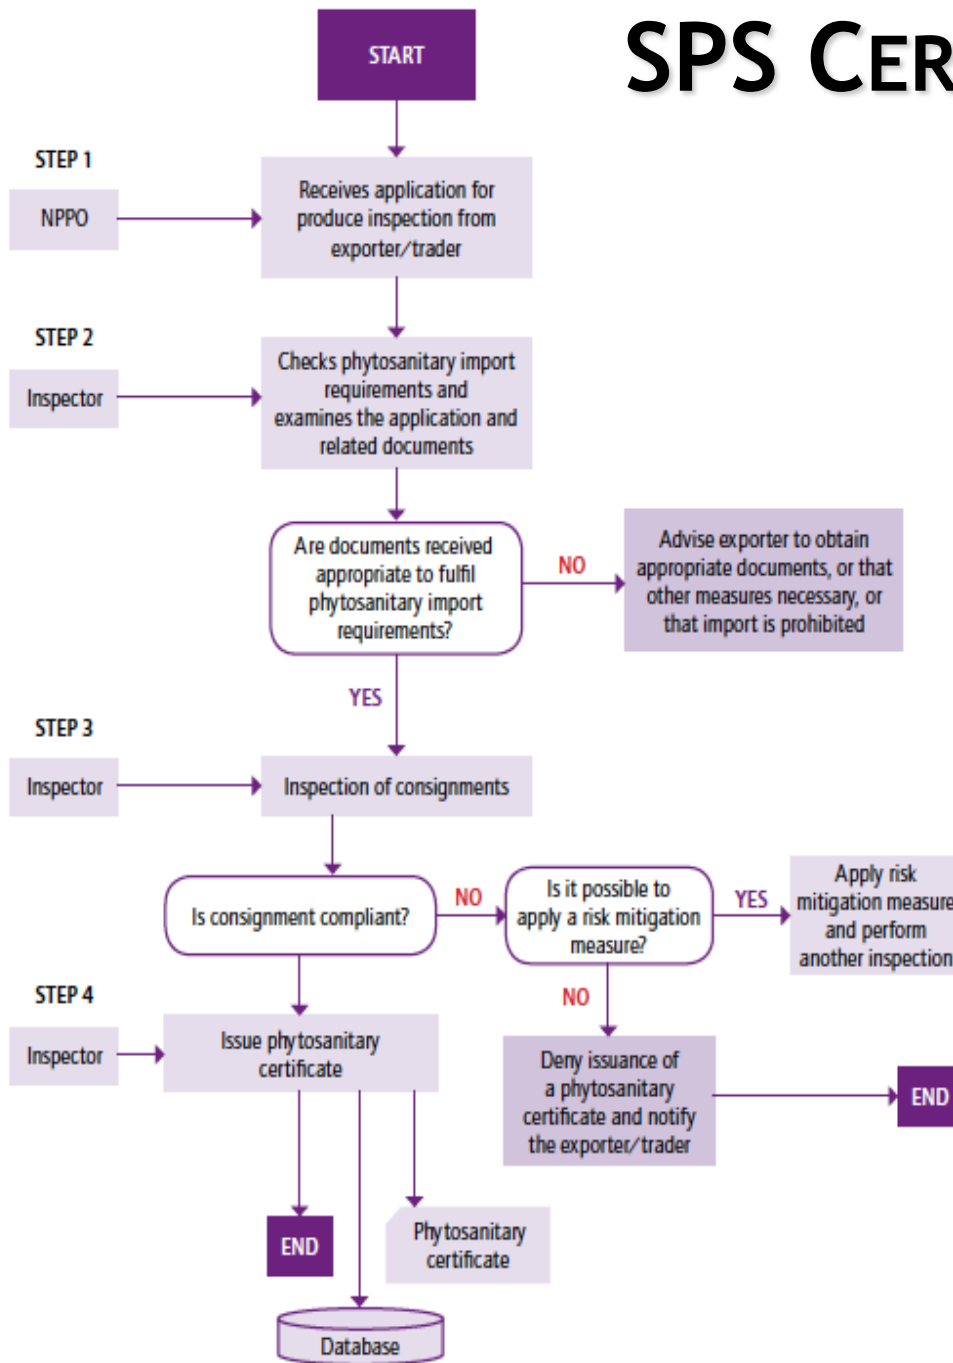 SPS CER
START
STEP 1
NPPO
Receives application for
produce inspection from
exporter/trader
STEP 2
Inspector
Checks phytosanitary import
requirements and
examines the application and
related documents
Are documents received
appropriate to fulfil
phytosanitary import
requirements?
NO
Advise exporter to obtain
appropriate documents, or that
other measures necessary, or
that import is prohibited
YES
STEP 3
Inspector
Inspection of consignments
Is consignment compliant?
NO
Is it possible to
apply a risk mitigation
measure?
YES
Apply risk
mitigation measure
and perform
another inspection
STEP 4
Inspector
Issue phytosanitary
certificate
NO
Deny issuance of
a phytosanitary
certificate and notify
the exporter/trader
END
END
Phytosanitary
certificate
Database